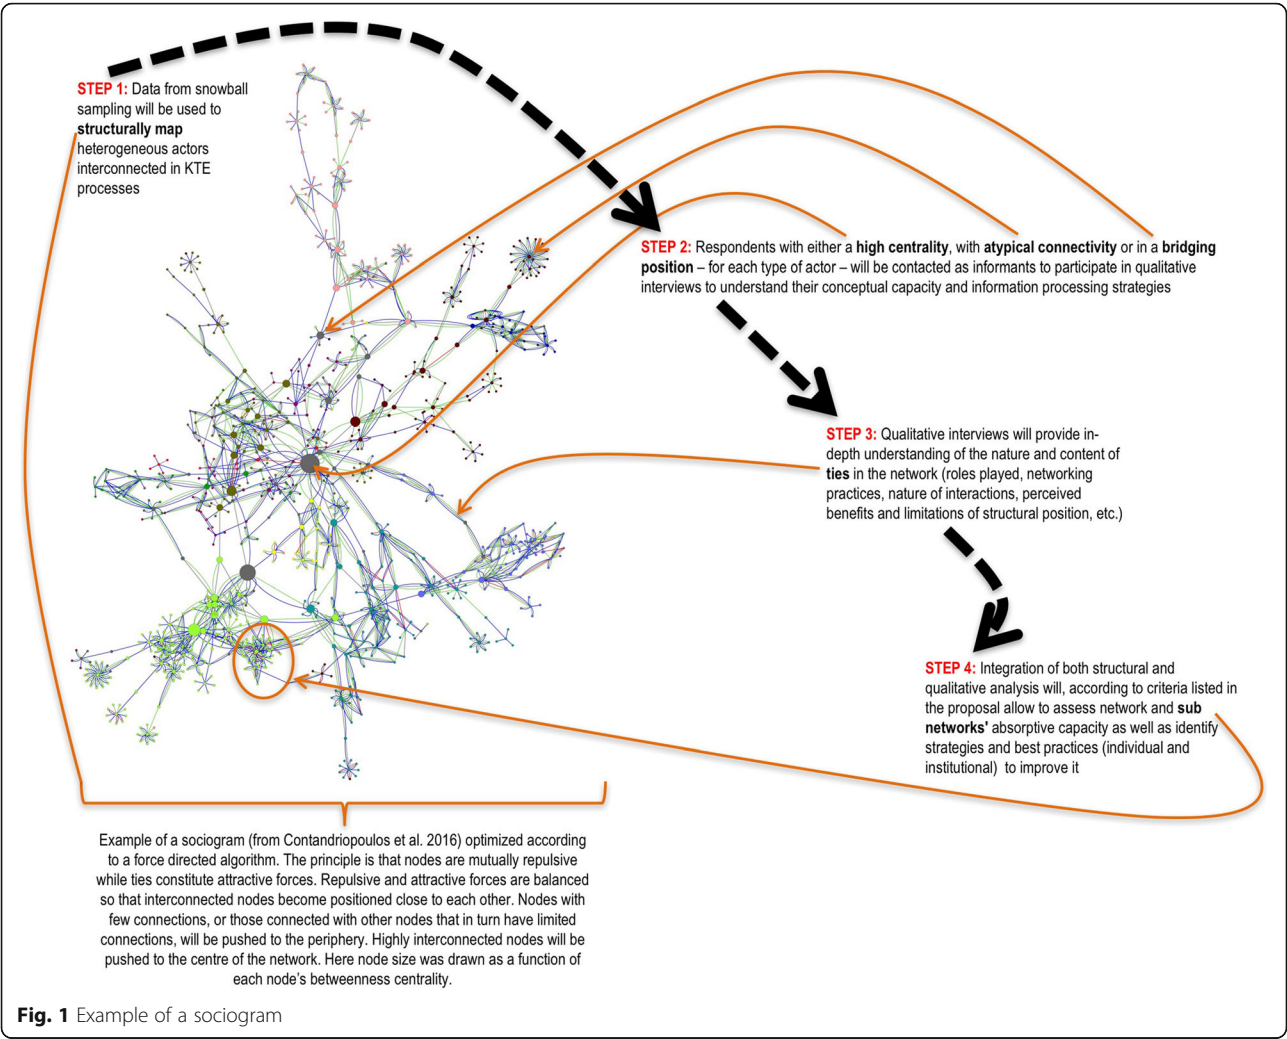 STEP 1: Data from snowball
sampling will be used to
structurally map
heterogeneous actors
interconnected in KTE
processes
STEP 2: Respondents with either a high centrality, with atypical connectivity or in a bridging
position – for each type of actor – will be contacted as informants to participate in qualitative
interviews to understand their conceptual capacity and information processing strategies
STEP 3: Qualitative interviews will provide in-
depth understanding of the nature and content of
ties in the network (roles played, networking
practices, nature of interactions, perceived
benefits and limitations of structural position, etc.)
STEP 4: Integration of both structural and
qualitative analysis will, according to criteria listed in
the proposal allow to assess network and sub
networks' absorptive capacity as well as identify
strategies and best practices (individual and
institutional) to improve it
Example of a sociogram (from Contandriopoulos et al. 2016) optimized according
to a force directed algorithm. The principle is that nodes are mutually repulsive
while ties constitute attractive forces. Repulsive and attractive forces are balanced
so that interconnected nodes become positioned close to each other. Nodes with
few connections, or those connected with other nodes that in turn have limited
connections, will be pushed to the periphery. Highly interconnected nodes will be
pushed to the centre of the network. Here node size was drawn as a function of
each node's betweenness centrality.
Fig. 1 Example of a sociogram